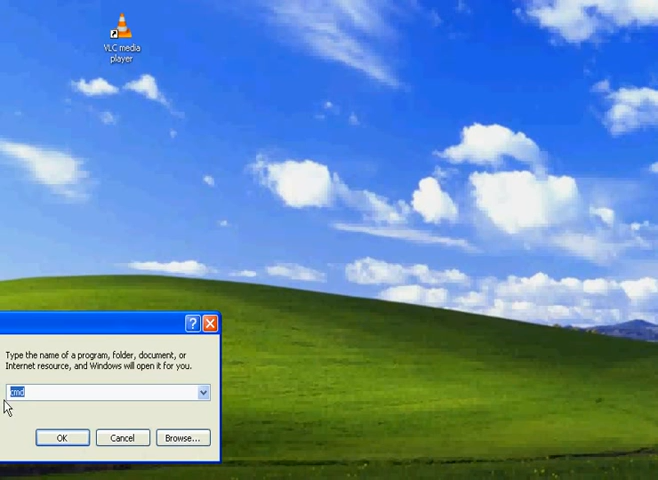 VLC media
player
?
Type the name of a program, folder, document, or
Internet resource, and Windows will open it for you.
cmd
OK
Cancel
Browse...